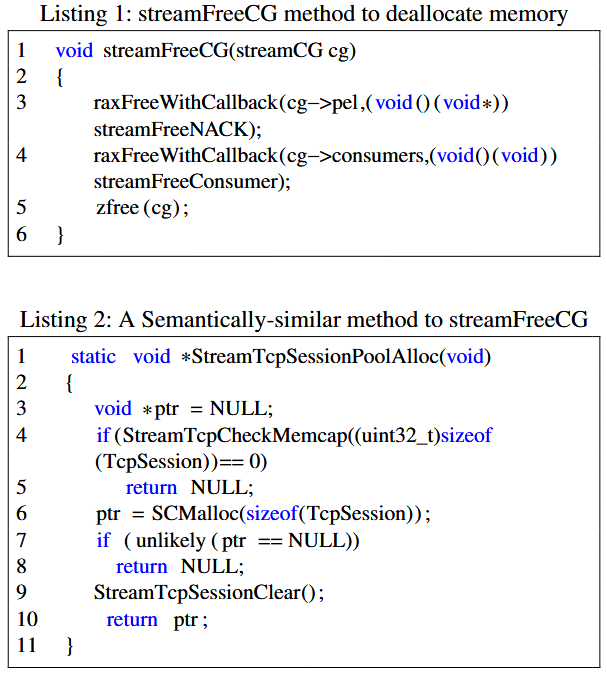 Listing 1: streamFreeCG method to deallocate memory
1 void streamFreeCG(streamCG cg)
2 {
3 raxFreeWithCallback(cg->pel,(void()(void*))
streamFreeNACK);
4 raxFreeWithCallback(cg->consumers,(void()(void))
streamFreeConsumer);
5 zfree(cg);
6 }
Listing 2: A Semantically-similar method to streamFreeCG
1 static void *StreamTcpSessionPoolAlloc(void)
2 {
3 void *ptr = NULL;
4 if(StreamTcpCheckMemcap((uint32_t)sizeof
(TcpSession))== 0)
5 return NULL;
6 ptr = SCMalloc(sizeof(TcpSession));
7 if (unlikely(ptr == NULL))
8 return NULL;
9 StreamTcpSessionClear();
10 return ptr;
11 }